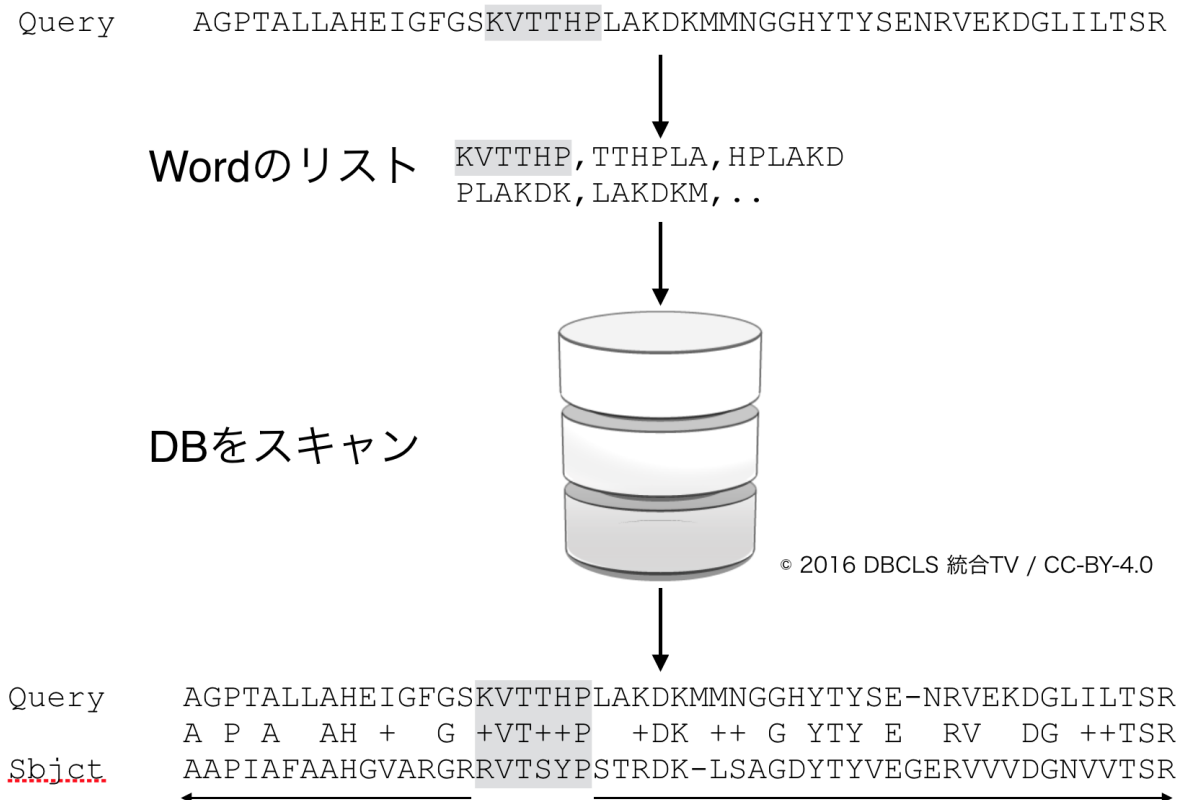 Query AGPTALLAHEIGFGSKVTTHPLAKDKMMNGGHYTYSENRVEKDGLILTSR
Wordのリスト KVTTHP,TTHPLA,HPLAKD
PLAKDK,LAKDKM,..
DBをスキャン
© 2016 DBCLS 統合TV / CC-BY-4.0
Query AGPTALLAHEIGFGSKVTTHPLAKDKMMNGGHYTYSE-NRVEKDGLILTSR
A P A  AH +  G +VT++P  +DK ++ G YTY E  RV  DG ++TSR
Sbjct AAPIAFAAHGVARGRRVTSYPSTRDK-LSAGDYTYVEGERVVVDGNVVTSR